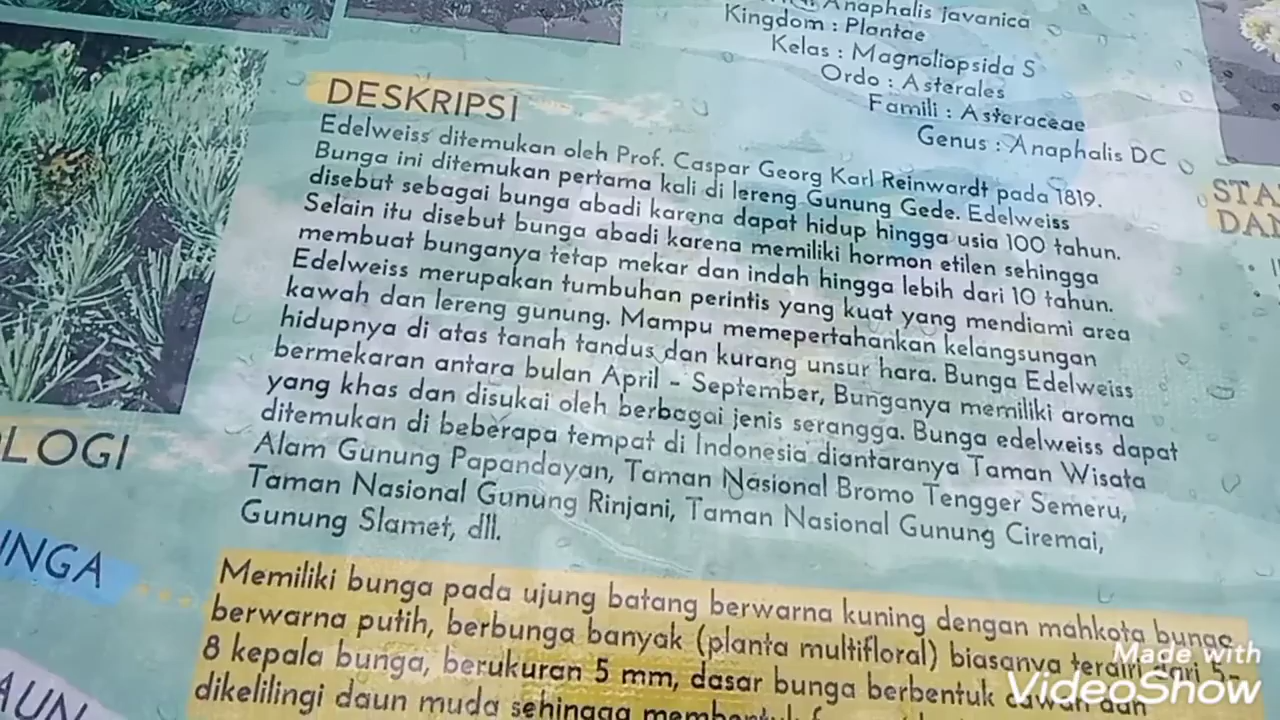 Anaphalis javanica
Kingdom : Plantae
Kelas : Magnoliopsida S
Ordo : Asterales
Famili : Asteraceae
Genus : Anaphalis DC
DESKRIPSI
Edelweiss ditemukan oleh Prof. Caspar Georg Karl Reinwardt pada 1819.
Bunga ini ditemukan pertama kali di lereng Gunung Gede. Edelweiss
disebut sebagai bunga abadi karena dapat hidup hingga usia 100 tahun.
Selain itu disebut bunga abadi karena memiliki hormon etilen sehingga
membuat bunganya tetap mekar dan indah hingga lebih dari 10 tahun.
Edelweiss merupakan tumbuhan perintis yang kuat yang mendiami area
kawah dan lereng gunung. Mampu memepertahankan kelangsungan
hidupnya di atas tanah tandus dan kurang unsur hara. Bunga Edelweiss
bermekaran antara bulan April - September, Bunganya memiliki aroma
yang khas dan disukai oleh berbagai jenis serangga. Bunga edelweiss dapat
ditemukan di beberapa tempat di Indonesia diantaranya Taman Wisata
Alam Gunung Papandayan, Taman Nasional Bromo Tengger Semeru,
Taman Nasional Gunung Rinjani, Taman Nasional Gunung Ciremai,
Gunung Slamet, dll.
STA
DAN
LOGI
INGA
Memiliki bunga pada ujung batang berwarna kuning dengan mahkota bunga
berwarna putih, berbunga banyak (planta multifloral) biasanya
8 kepala bunga, berukuran 5 mm, dasar bunga berbentuk cawan dan
dikelilingi daun muda sehingga
AUN
Made with
VideoShow